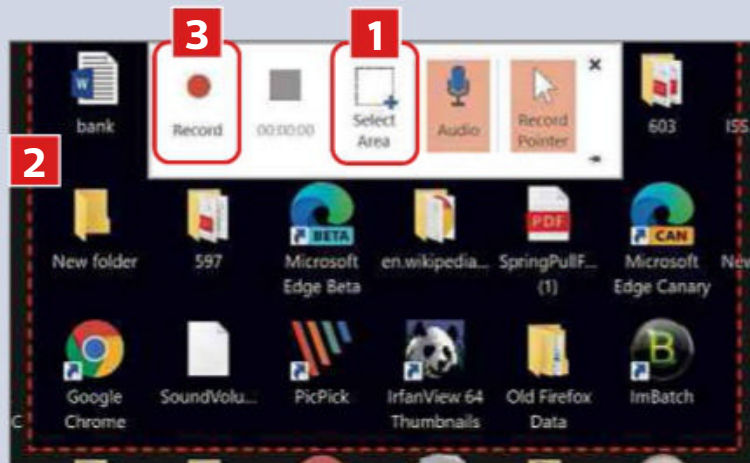 3
1
bank
Record
00:00:00
Select
Area
Audio
Record
Pointer
603
ISS
2
New folder
597
BETA
Microsoft
Edge Beta
en.wikipedia...
PDF
SpringPullF...
(1)
CAN
Microsoft
Edge Canary
New
Google
Chrome
SoundVolu...
PicPick
IrfanView 64
Thumbnails
Old Firefox
Data
B
ImBatch
C